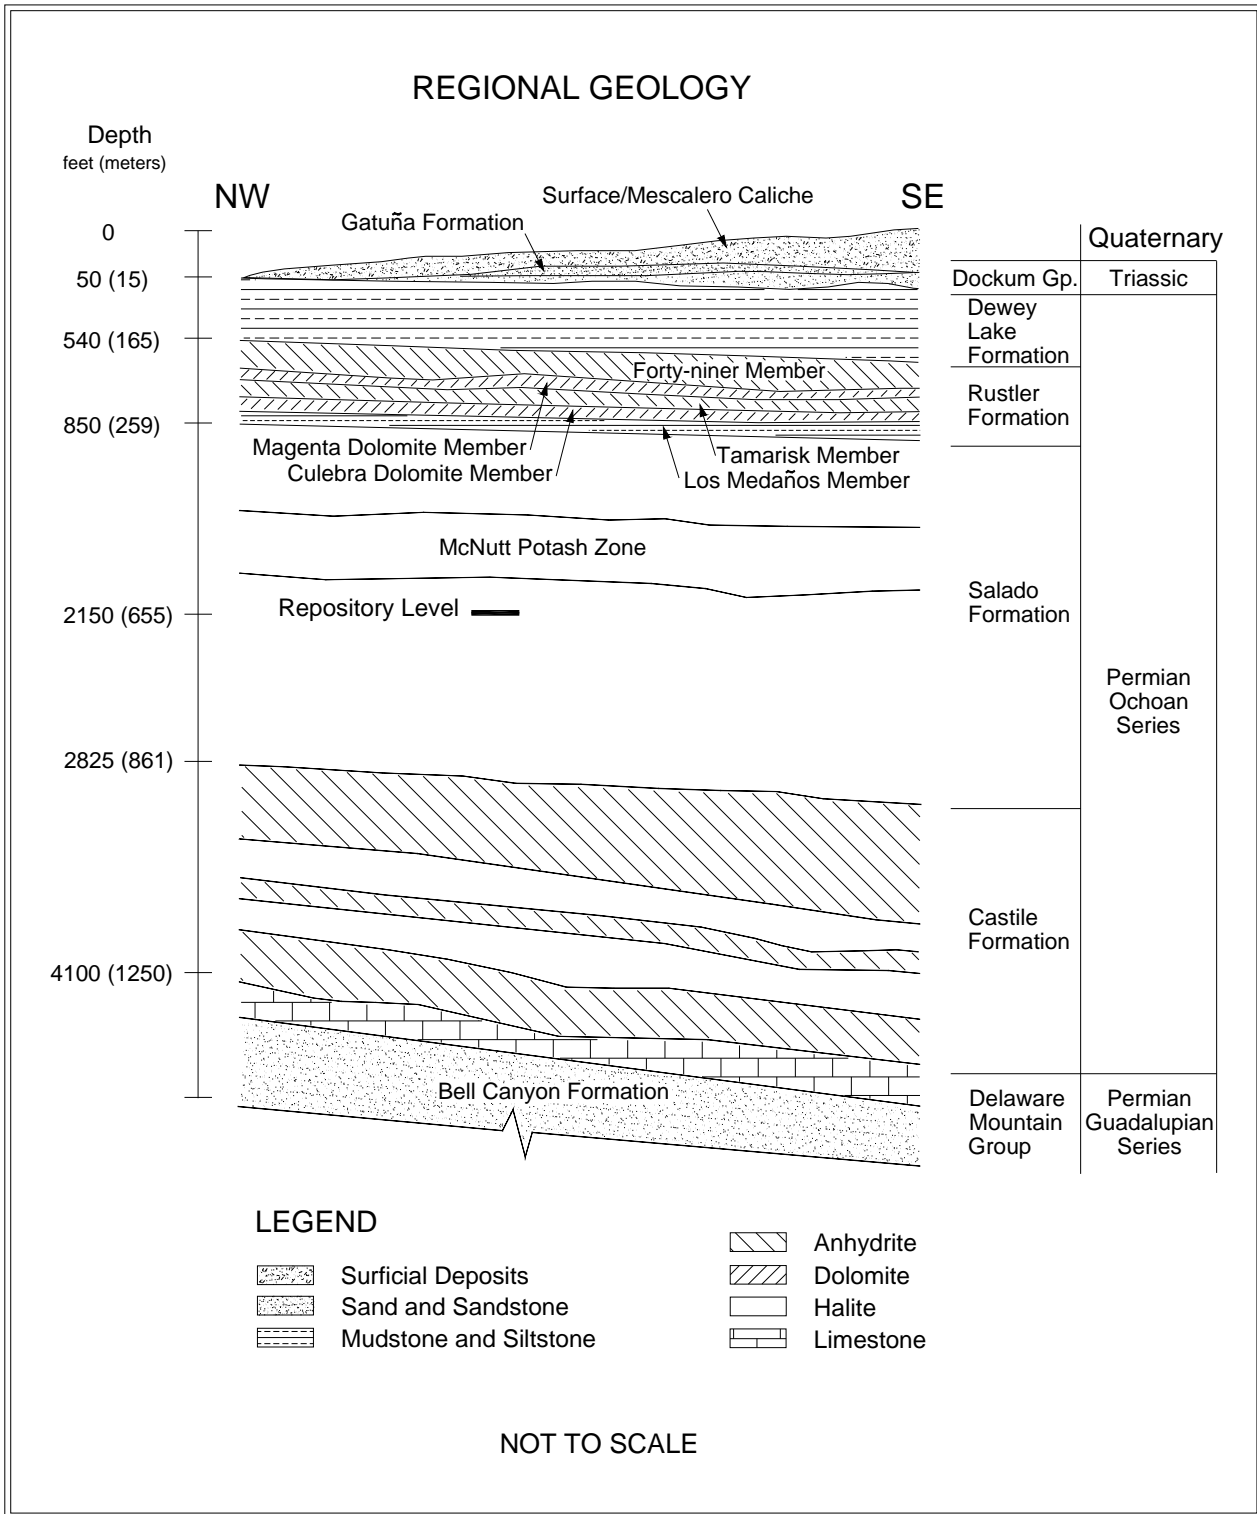 REGIONAL GEOLOGY
Depth
feet (meters)
NW
SE
Surface/Mescalero Caliche
Gatuña Formation
0
50 (15)
540 (165)
850 (259)
2150 (655)
2825 (861)
4100 (1250)
Forty-niner Member
Magenta Dolomite Member
Culebra Dolomite Member
Tamarisk Member
Los Medaños Member
McNutt Potash Zone
Repository Level
Bell Canyon Formation
Quaternary
Dockum Gp.
Triassic
Dewey
Lake
Formation
Rustler
Formation
Salado
Formation
Permian
Ochoan
Series
Castile
Formation
Delaware
Mountain
Group
Permian
Guadalupian
Series
LEGEND
Surficial Deposits
Sand and Sandstone
Mudstone and Siltstone
Anhydrite
Dolomite
Halite
Limestone
NOT TO SCALE